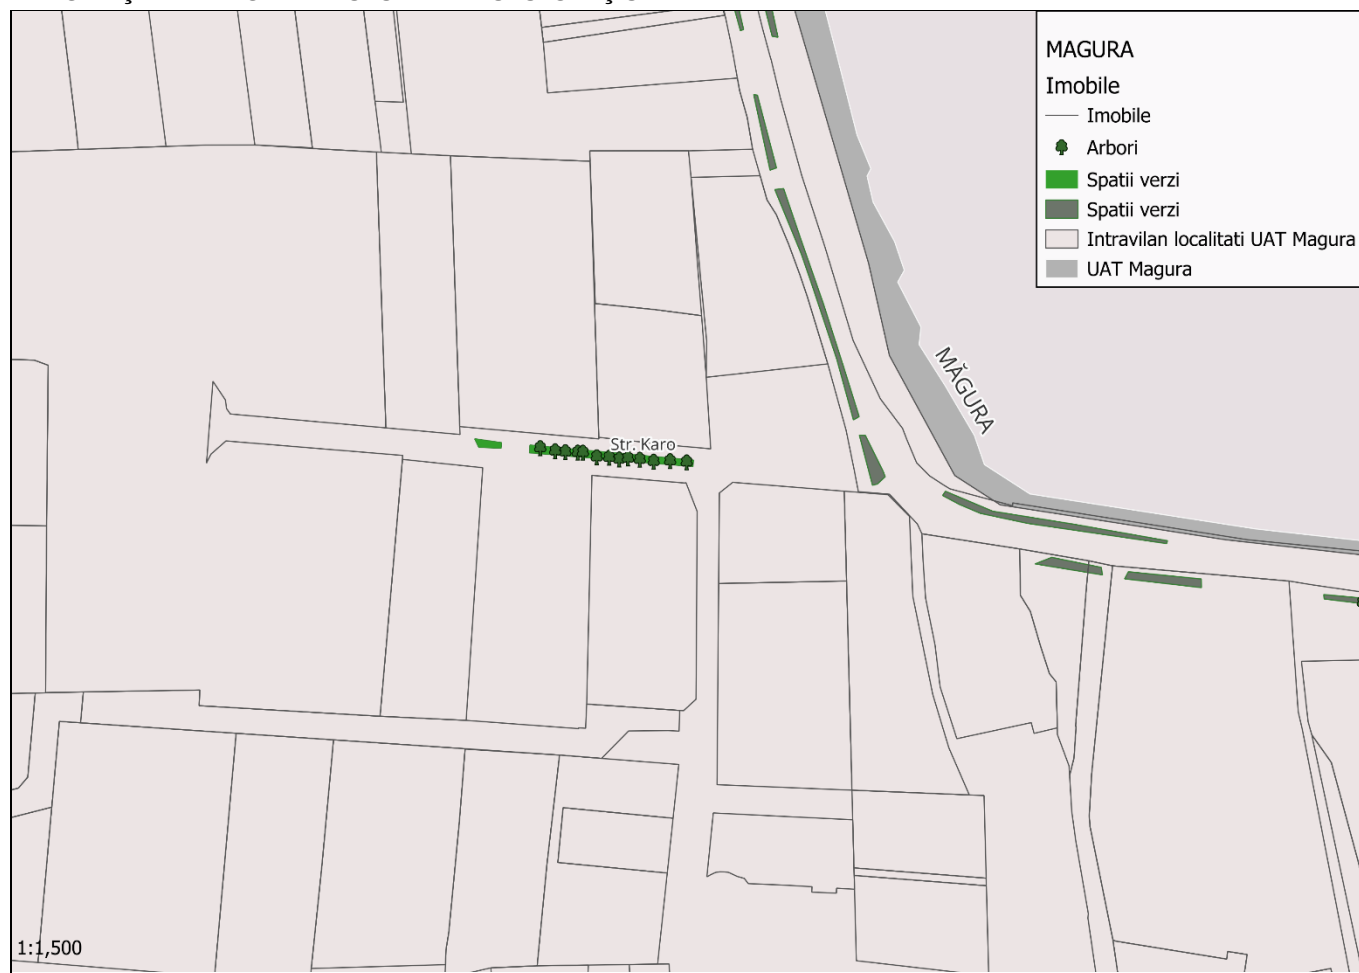 MAGURA
Imobile
Imobile
Arbori
Spatii verzi
Spatii verzi
Intravilan localitati UAT Magura
UAT Magura
MĂGURA
Str. Karo
1:1,500